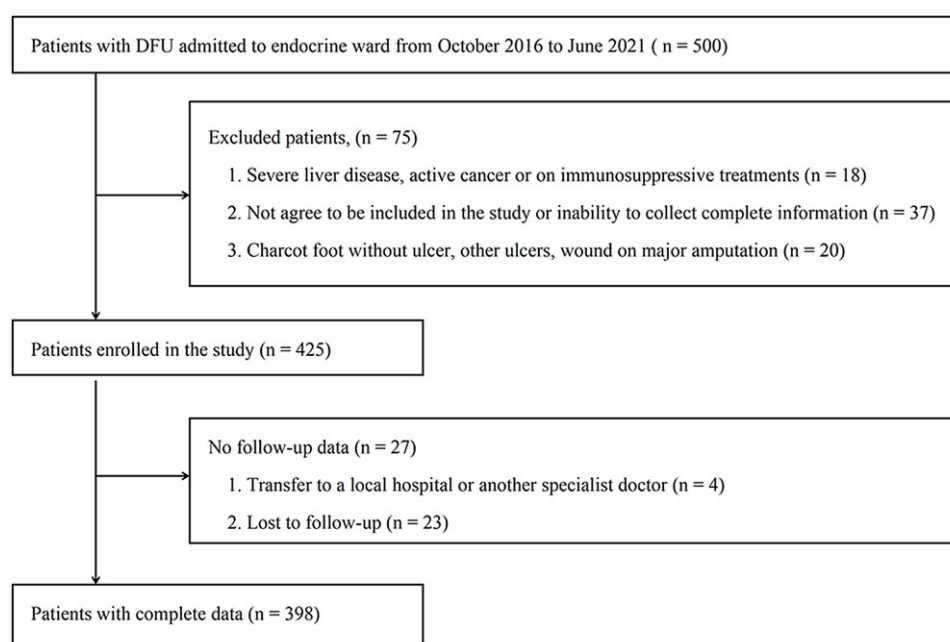 Patients with DFU admitted to endocrine ward from October 2016 to June 2021 ( n = 500)
Excluded patients, (n = 75)
1. Severe liver disease, active cancer or on immunosuppressive treatments (n = 18)
2. Not agree to be included in the study or inability to collect complete information (n = 37)
3. Charcot foot without ulcer, other ulcers, wound on major amputation (n = 20)
Patients enrolled in the study (n = 425)
No follow-up data (n = 27)
1. Transfer to a local hospital or another specialist doctor (n = 4)
2. Lost to follow-up (n = 23)
Patients with complete data (n = 398)